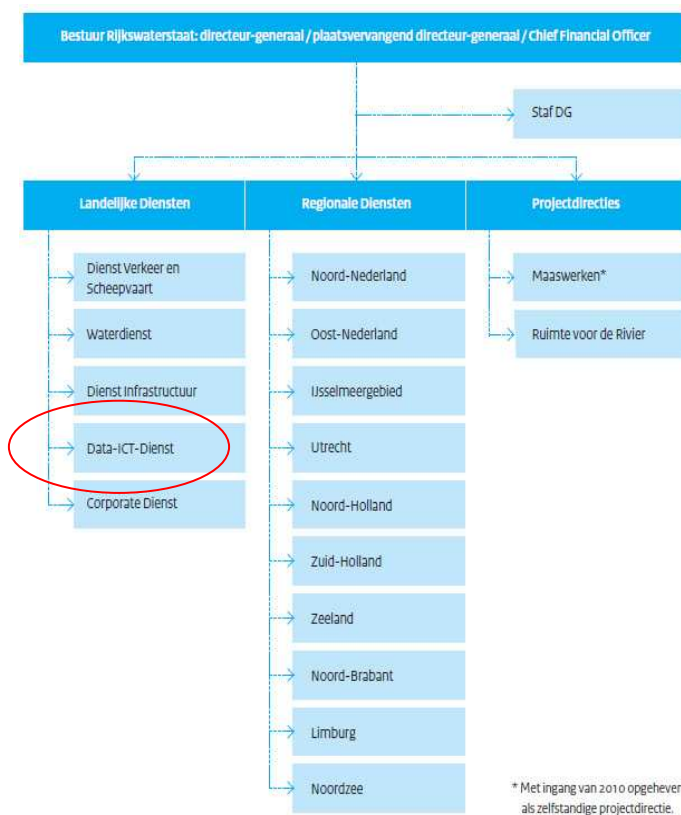 Bestuur Rijkswaterstaat: directeur-generaal / plaatsvervangend directeur-generaal / Chief Financial Officer
Staf DG
Landelijke Diensten
Dienst Verkeer en
Scheepvaart
Waterdienst
Dienst Infrastructuur
Data-ICT-Dienst
Corporate Dienst
Regionale Diensten
Noord-Nederland
Oost-Nederland
IJsselmeergebied
Utrecht
Noord-Holland
Zuid-Holland
Zeeland
Noord-Brabant
Limburg
Noordzee
Projectdirecties
Maaswerken*
Ruimte voor de Rivier
* Met ingang van 2010 opgeheven
als zelfstandige projectdirectie.